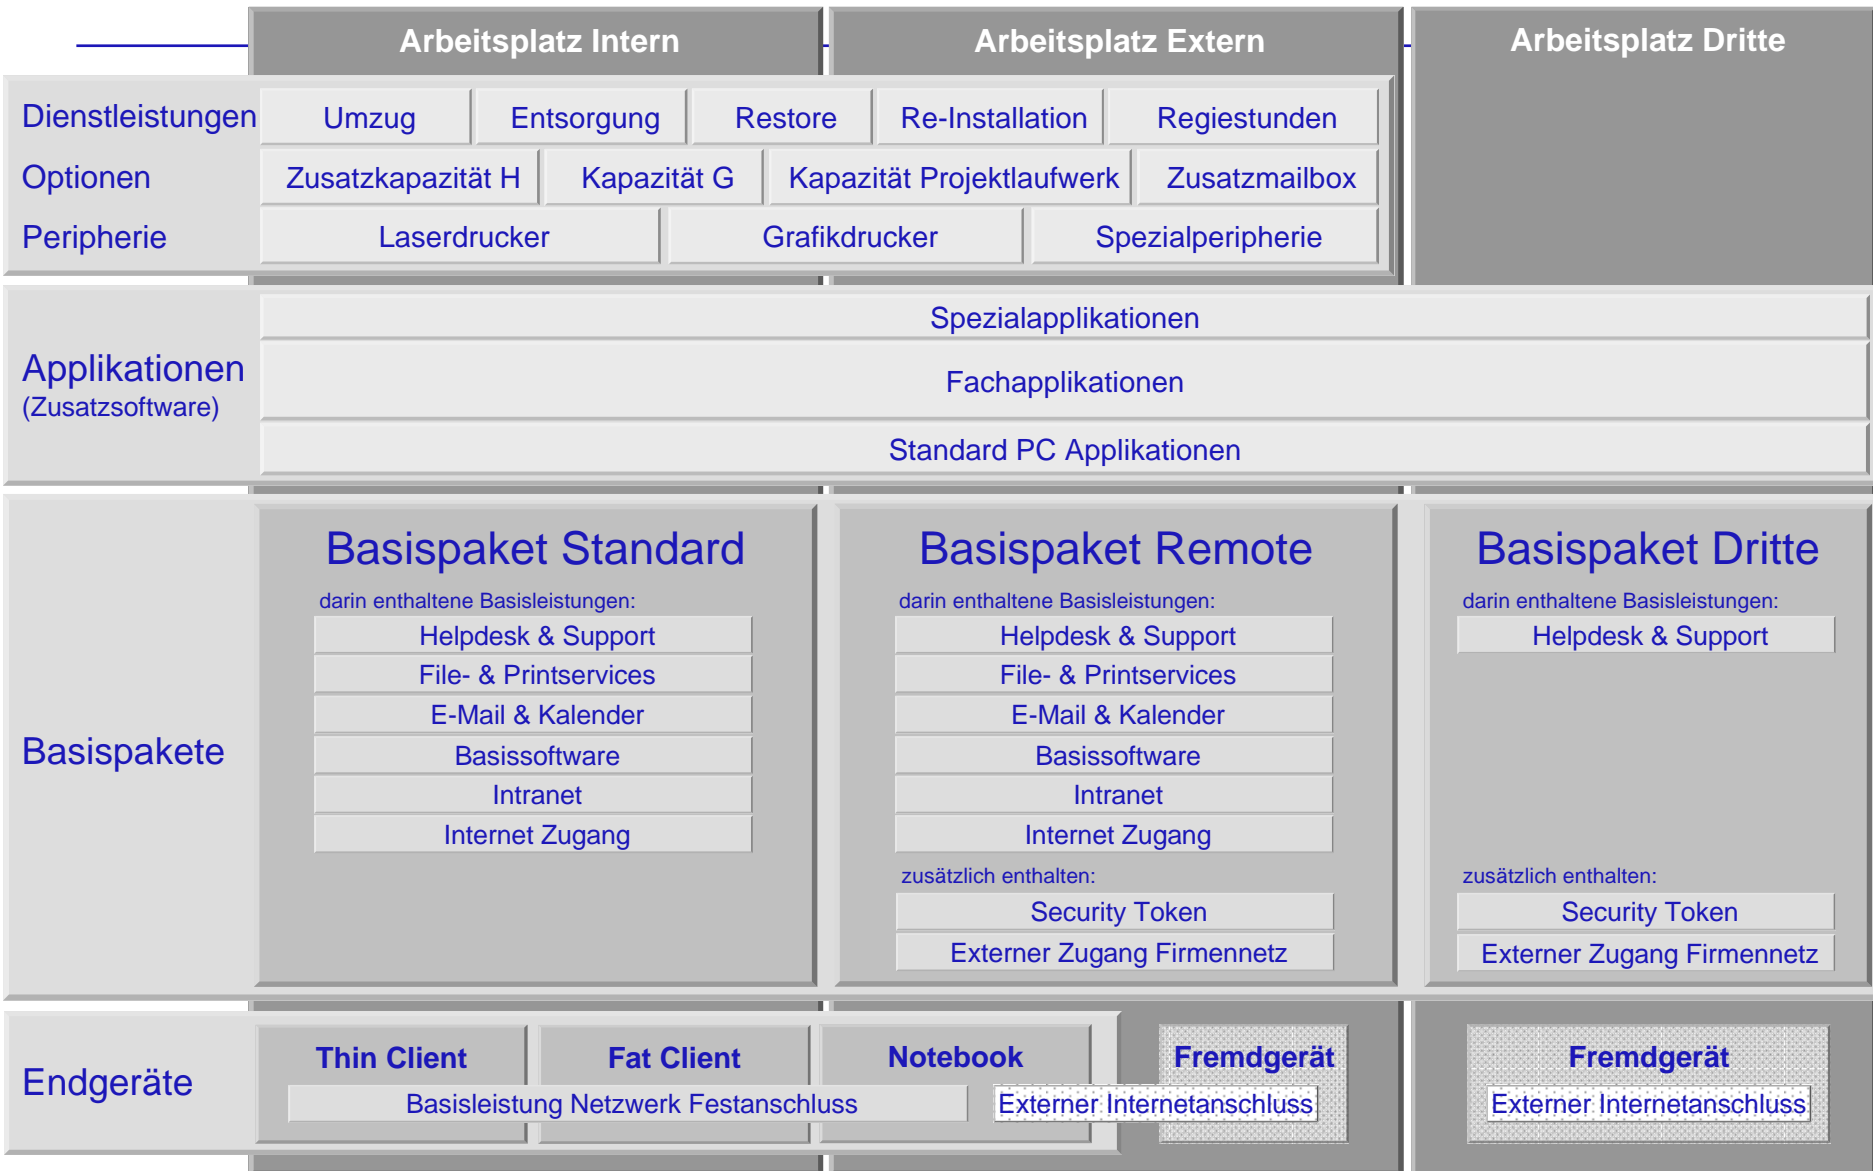 Arbeitsplatz Intern
Arbeitsplatz Extern
Arbeitsplatz Dritte
Dienstleistungen
Umzug
Entsorgung
Restore
Re-Installation
Regiestunden
Optionen
Zusatzkapazität H
Kapazität G
Kapazität Projektlaufwerk
Zusatzmailbox
Peripherie
Laserdrucker
Grafikdrucker
Spezialperipherie
Applikationen
(Zusatzsoftware)
Spezialapplikationen
Fachapplikationen
Standard PC Applikationen
Basispakete
Basispaket Standard
darin enthaltene Basisleistungen:
Helpdesk & Support
File- & Printservices
E-Mail & Kalender
Basissoftware
Intranet
Internet Zugang
Basispaket Remote
darin enthaltene Basisleistungen:
Helpdesk & Support
File- & Printservices
E-Mail & Kalender
Basissoftware
Intranet
Internet Zugang
zusätzlich enthalten:
Security Token
Externer Zugang Firmennetz
Basispaket Dritte
darin enthaltene Basisleistungen:
Helpdesk & Support
zusätzlich enthalten:
Security Token
Externer Zugang Firmennetz
Endgeräte
Thin Client
Fat Client
Notebook
Fremdgerät
Fremdgerät
Basisleistung Netzwerk Festanschluss
Externer Internetanschluss
Externer Internetanschluss